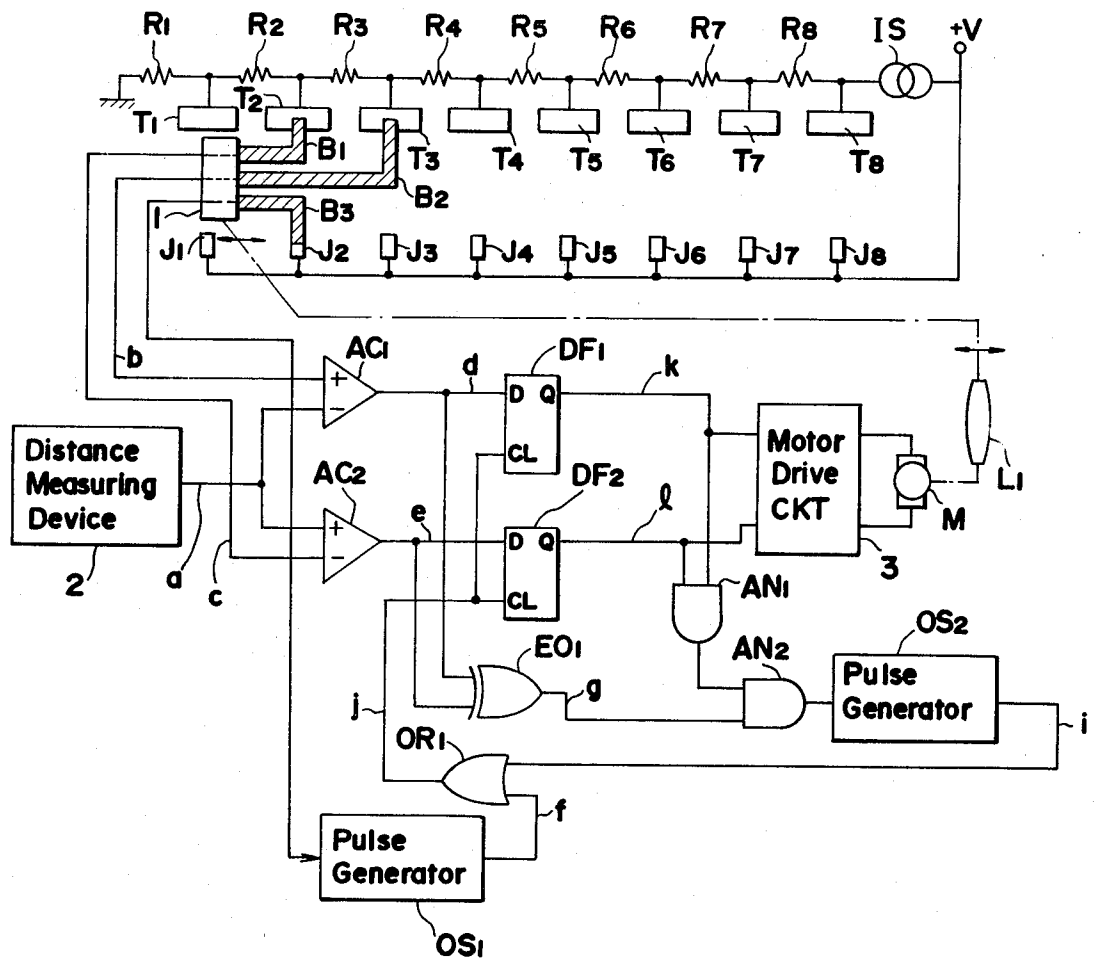 R1 R2 R3 R4 R5 R6 R7 R8 IS +V
T1 T2 T3 T4 T5 T6 T7 T8
B1
B2
B3
1
J1 J2 J3 J4 J5 J6 J7 J8
b AC1 d DF1 k
+
−
D Q
CL
Distance
Measuring
Device
2
a
c
AC2
e
DF2
l
+
−
D Q
CL
Motor
Drive
CKT
3
M
L1
AN1
EO1
g
AN2
OS2
Pulse
Generator
i
j
OR1
f
Pulse
Generator
OS1